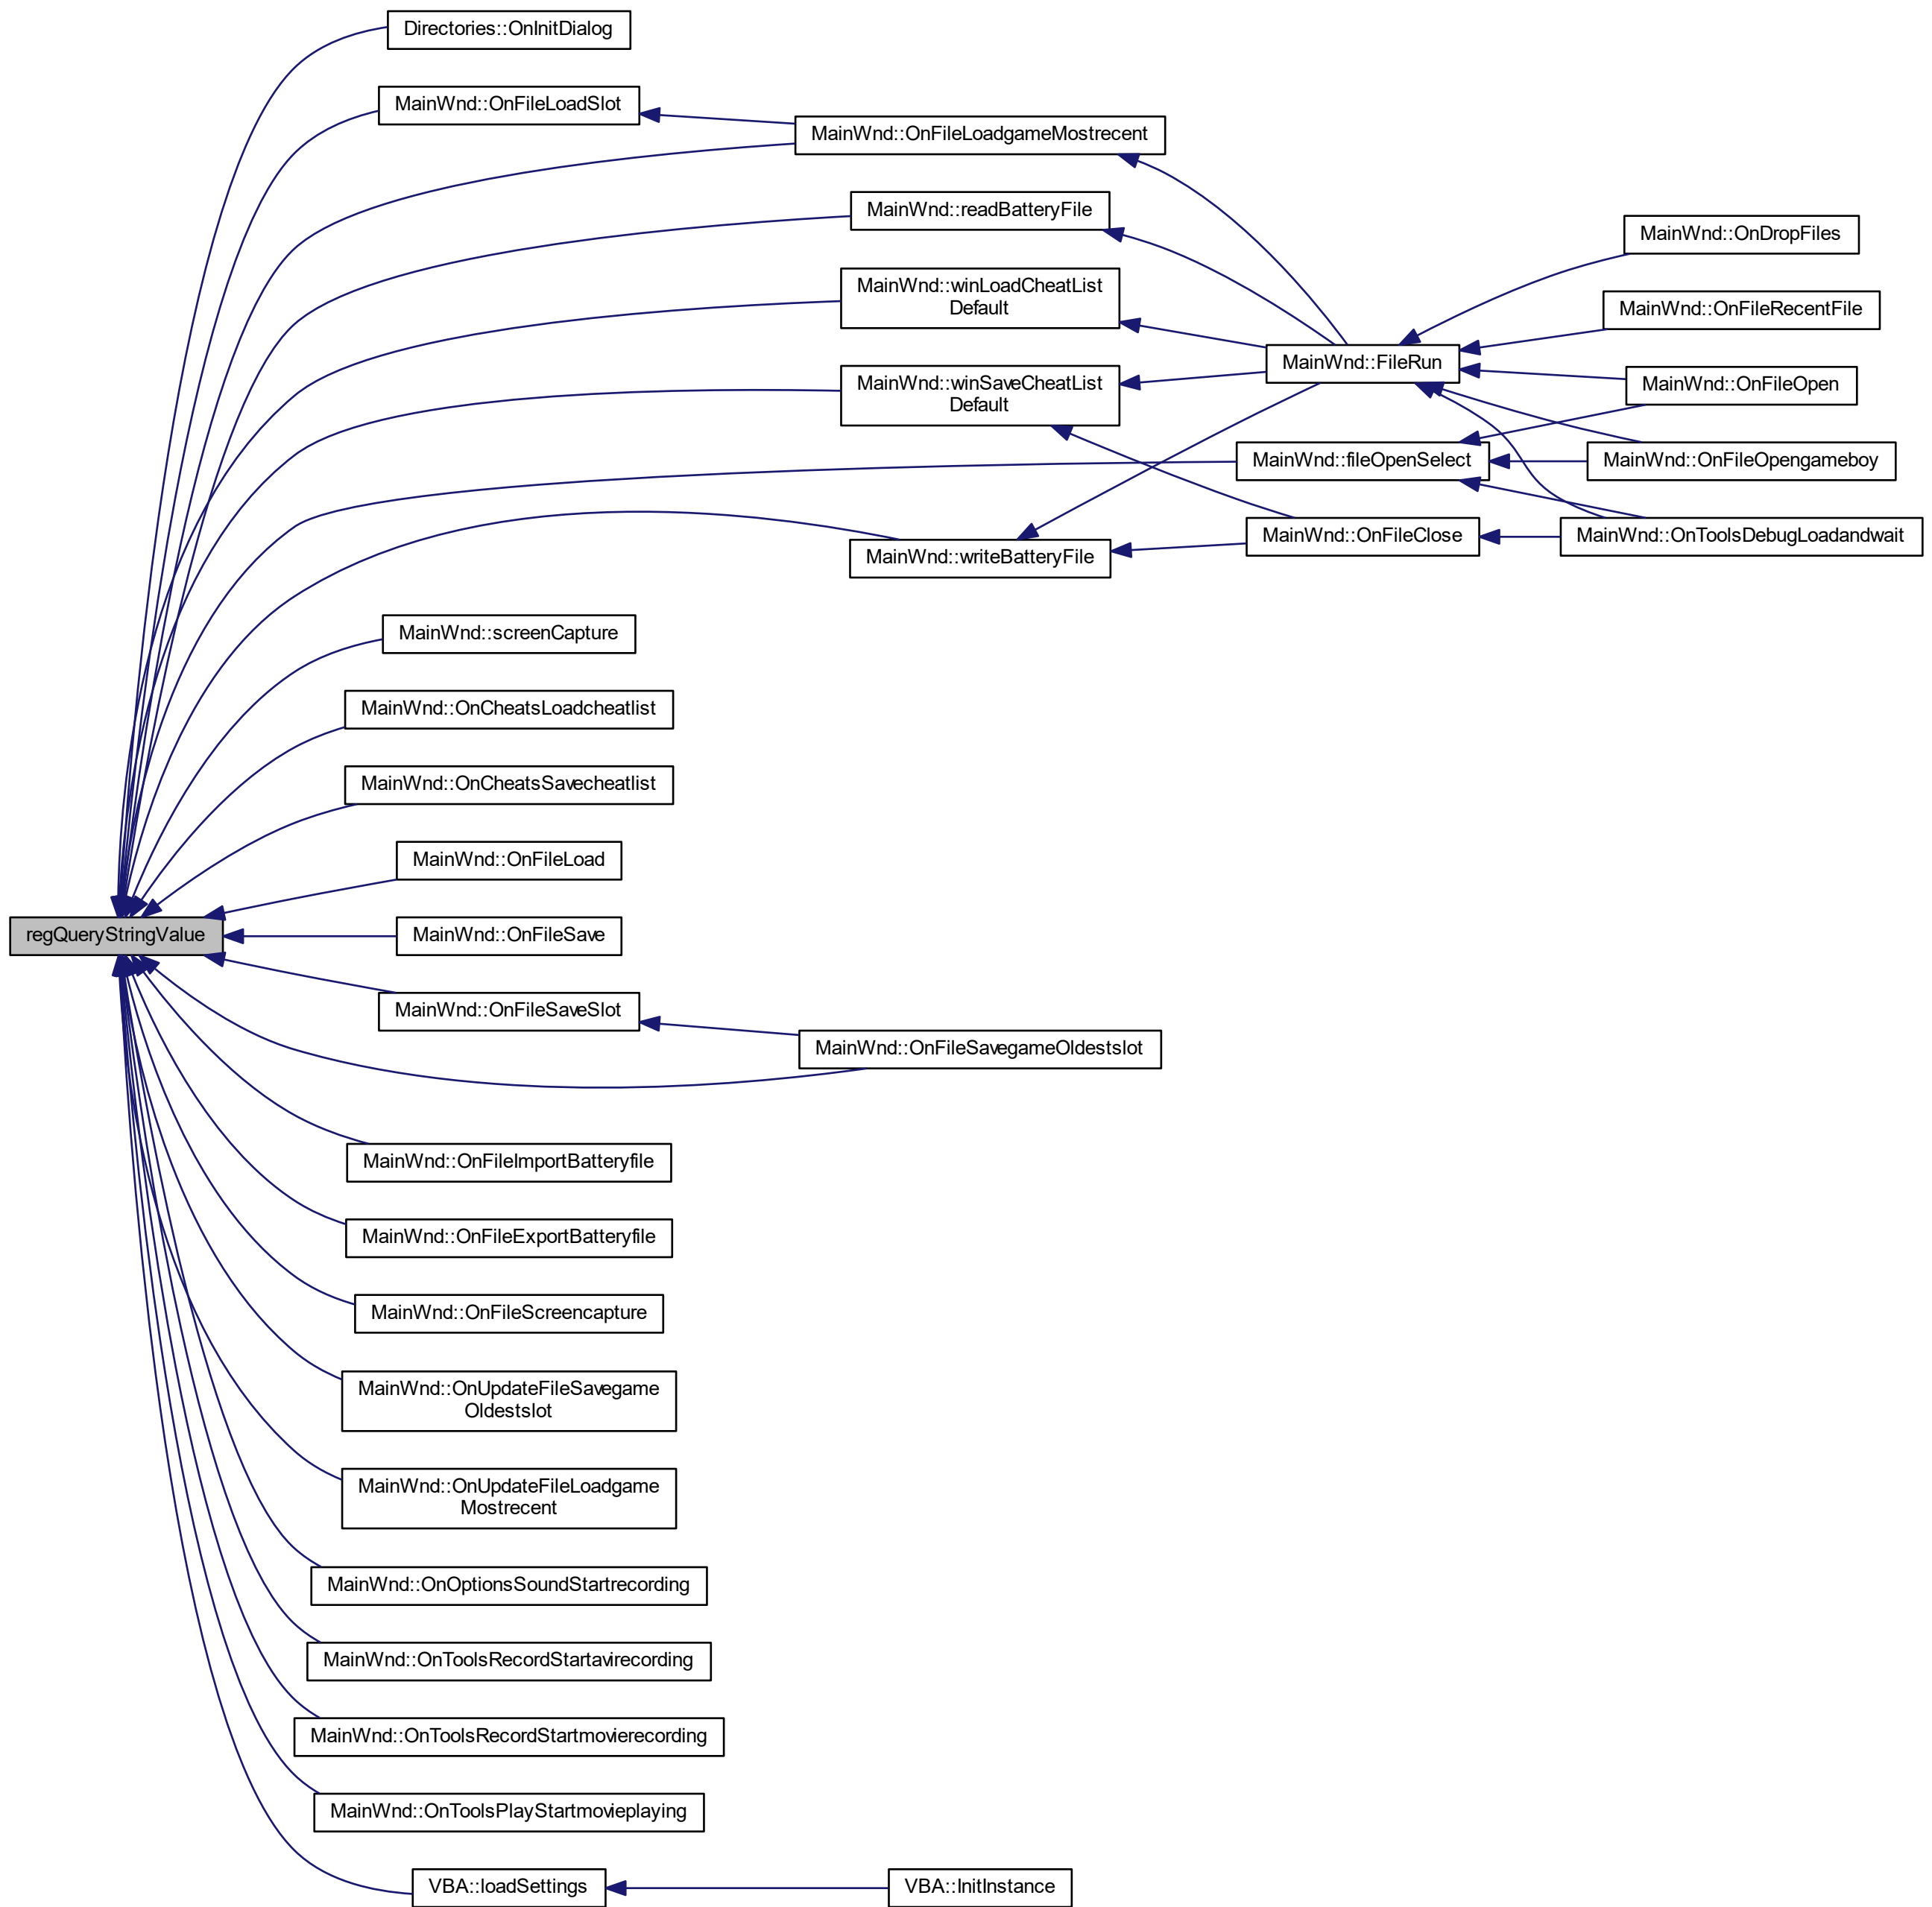 Directories::OnInitDialog
MainWnd::OnFileLoadSlot
MainWnd::OnFileLoadgameMostrecent
MainWnd::readBatteryFile
MainWnd::OnDropFiles
MainWnd::winLoadCheatList
Default
MainWnd::OnFileRecentFile
MainWnd::FileRun
MainWnd::winSaveCheatList
Default
MainWnd::OnFileOpen
MainWnd::fileOpenSelect
MainWnd::OnFileOpengameboy
MainWnd::OnFileClose
MainWnd::OnToolsDebugLoadandwait
MainWnd::writeBatteryFile
MainWnd::screenCapture
MainWnd::OnCheatsLoadcheatlist
MainWnd::OnCheatsSavecheatlist
MainWnd::OnFileLoad
regQueryStringValue
MainWnd::OnFileSave
MainWnd::OnFileSaveSlot
MainWnd::OnFileSavegameOldestslot
MainWnd::OnFileImportBatteryfile
MainWnd::OnFileExportBatteryfile
MainWnd::OnFileScreencapture
MainWnd::OnUpdateFileSavegame
Oldestslot
MainWnd::OnUpdateFileLoadgame
Mostrecent
MainWnd::OnOptionsSoundStartrecording
MainWnd::OnToolsRecordStartavirecording
MainWnd::OnToolsRecordStartmovierecording
MainWnd::OnToolsPlayStartmovieplaying
VBA::loadSettings
VBA::InitInstance